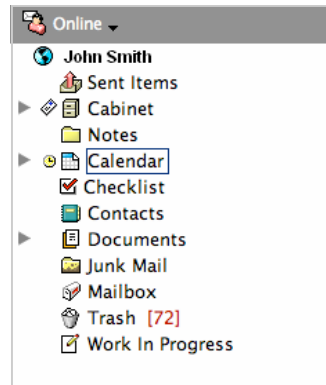 Online
John Smith
Sent Items
Cabinet
Notes
Calendar
Checklist
Contacts
Documents
Junk Mail
Mailbox
Trash [72]
Work In Progress